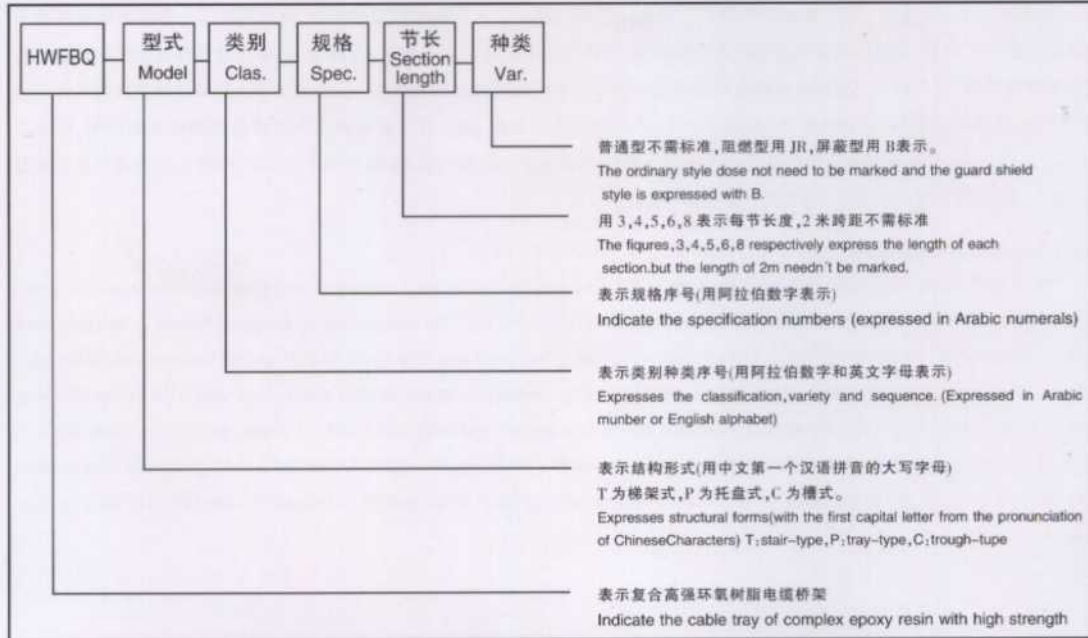 HWFBQ
型式
Model
类别
Clas.
规格
Spec.
节长
Section
length
种类
Var.
普通型不需标准,阻燃型用 JR,屏蔽型用 B表示。
The ordinary style dose not need to be marked and the guard shield
style is expressed with B.
用 3,4,5,6,8 表示每节长度,2 米跨距不需标准
The figures,3,4,5,6,8 respectively express the length of each
section.but the length of 2m needn't be marked.
表示规格序号(用阿拉伯数字表示)
Indicate the specification numbers (expressed in Arabic numerals)
表示类别种类序号(用阿拉伯数字和英文字母表示)
Expresses the classification,variety and sequence. (Expressed in Arabic
munber or English alphabet)
表示结构形式(用中文第一个汉语拼音的大写字母)
T 为梯架式,P 为托盘式,C 为槽式。
Expresses structural forms(with the first capital letter from the pronunciation
of ChineseCharacters) T:stair-type,P:tray-type,C:trough-tupe
表示复合高强环氧树脂电缆桥架
Indicate the cable tray of complex epoxy resin with high strength